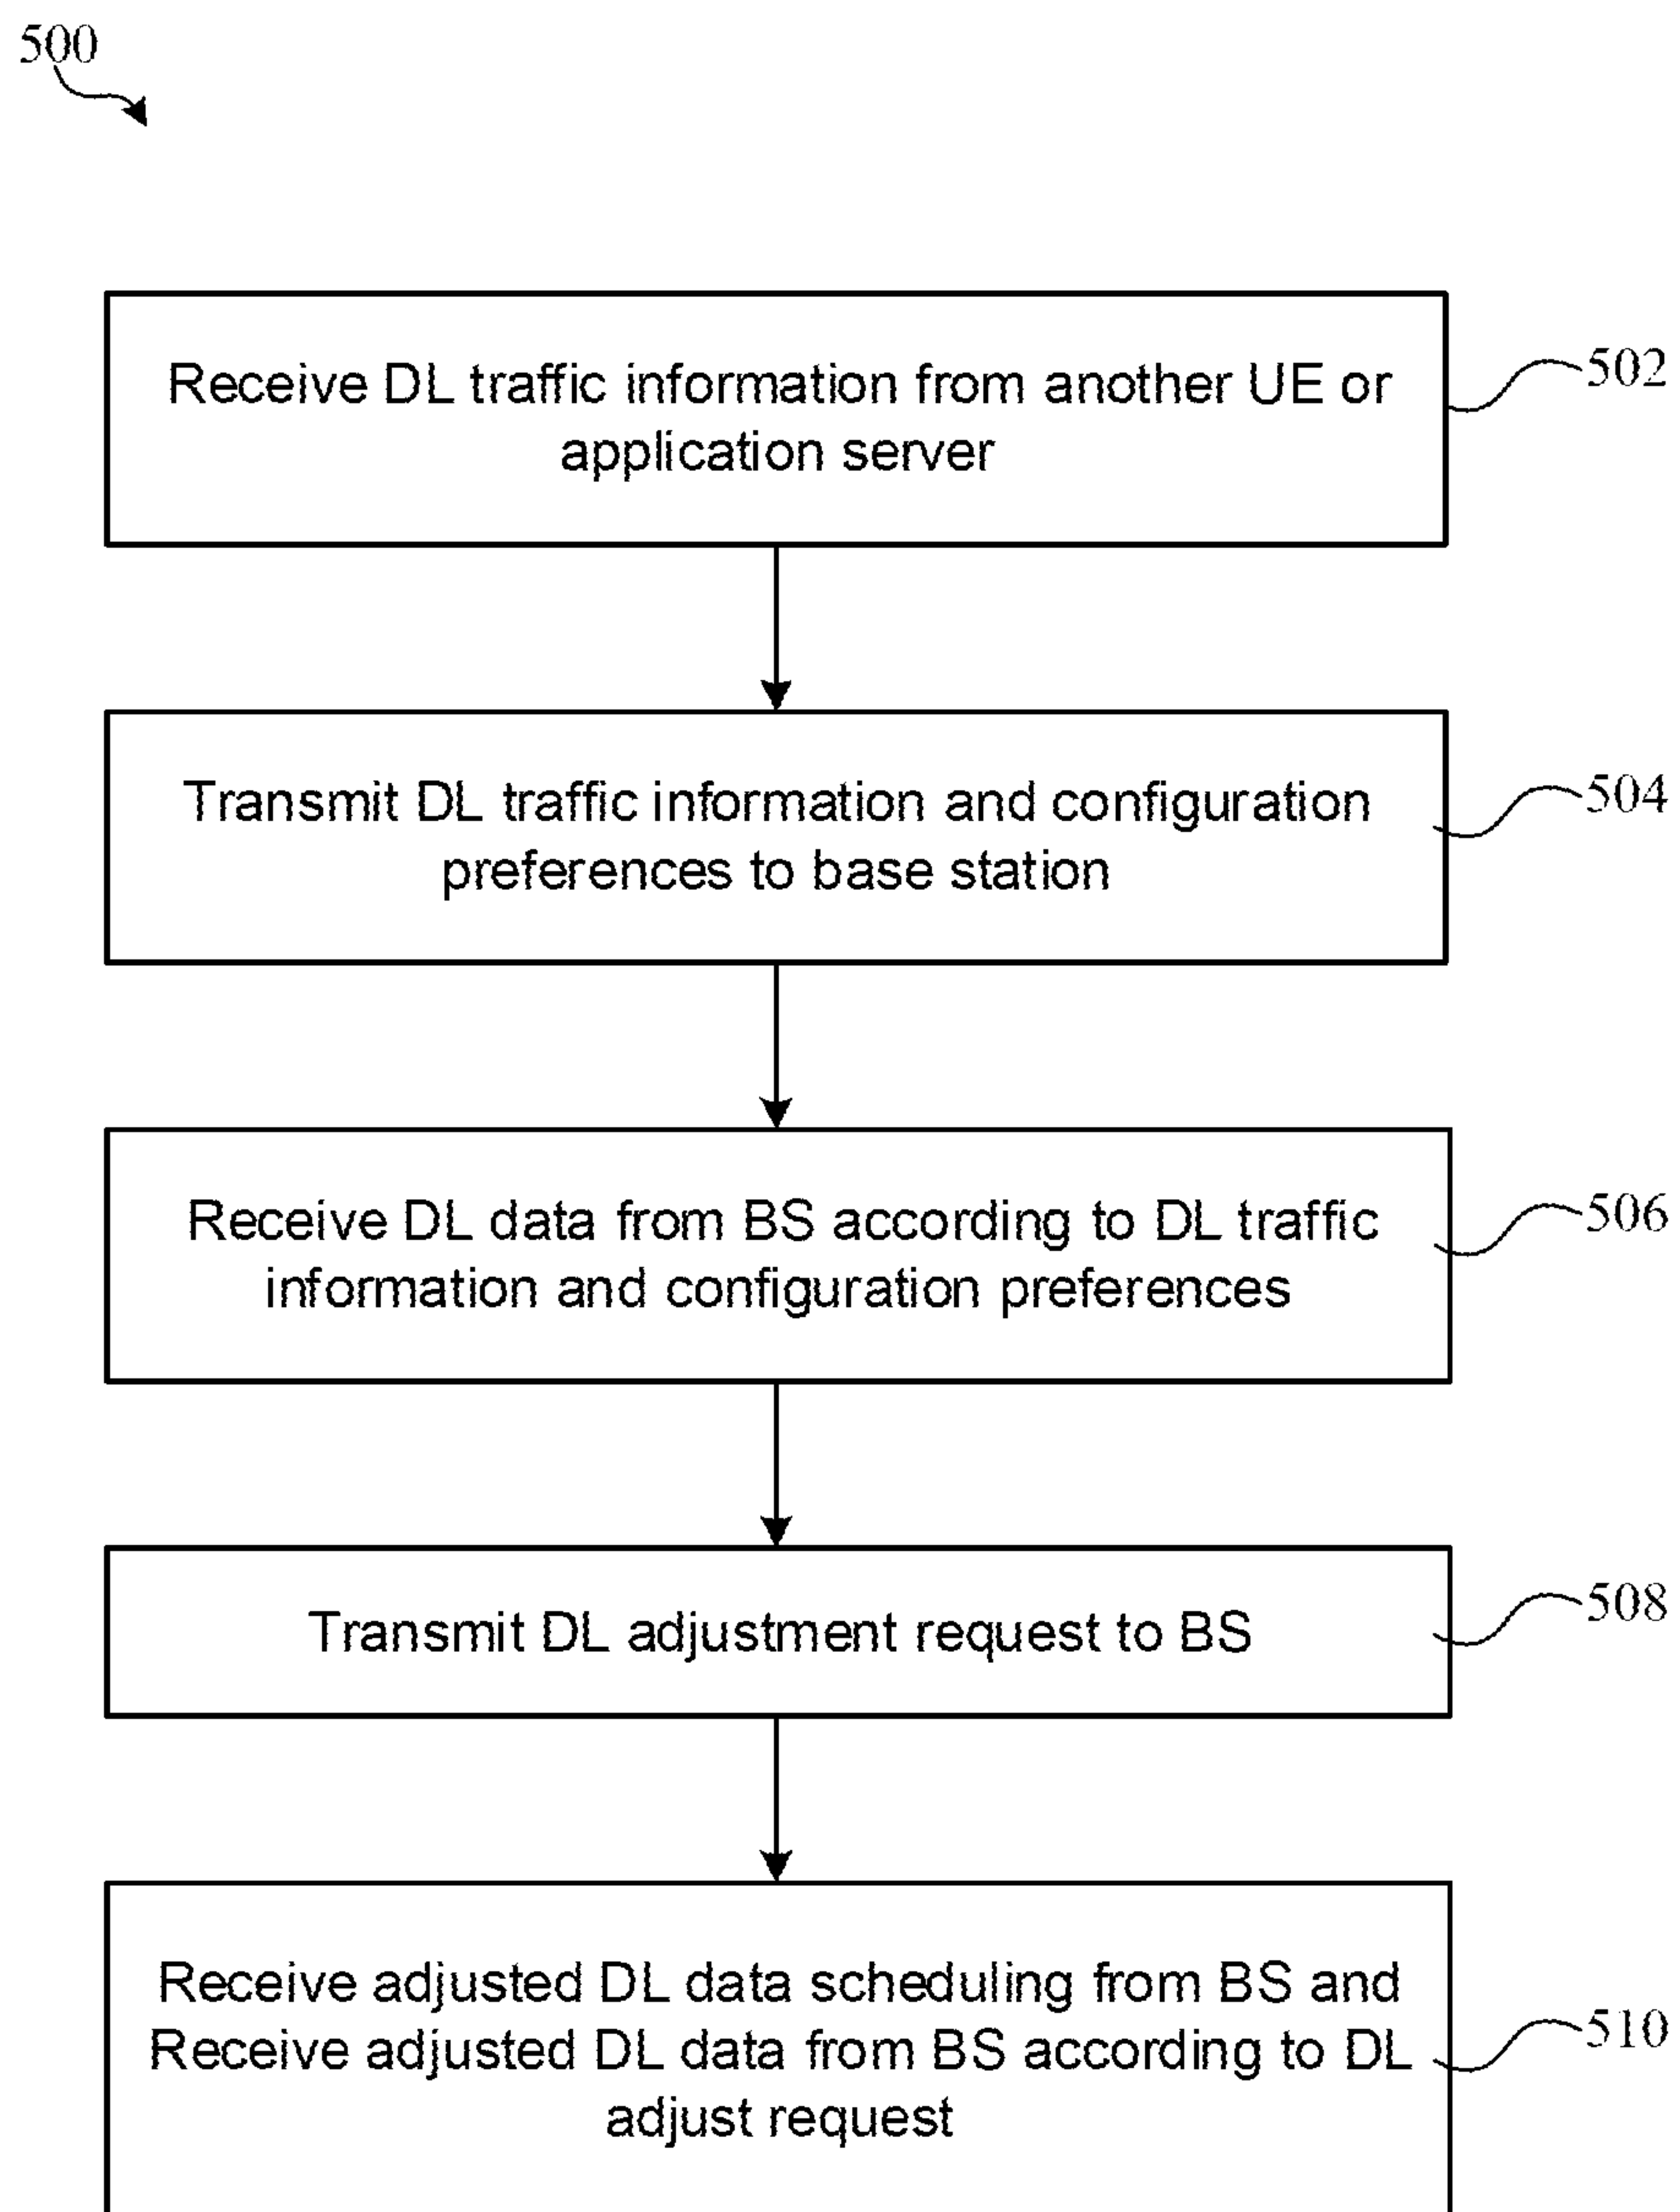 500
Receive DL traffic information from another UE or
application server
502
Transmit DL traffic information and configuration
preferences to base station
504
Receive DL data from BS according to DL traffic
information and configuration preferences
506
Transmit DL adjustment request to BS
508
Receive adjusted DL data scheduling from BS and
Receive adjusted DL data from BS according to DL
adjust request
510